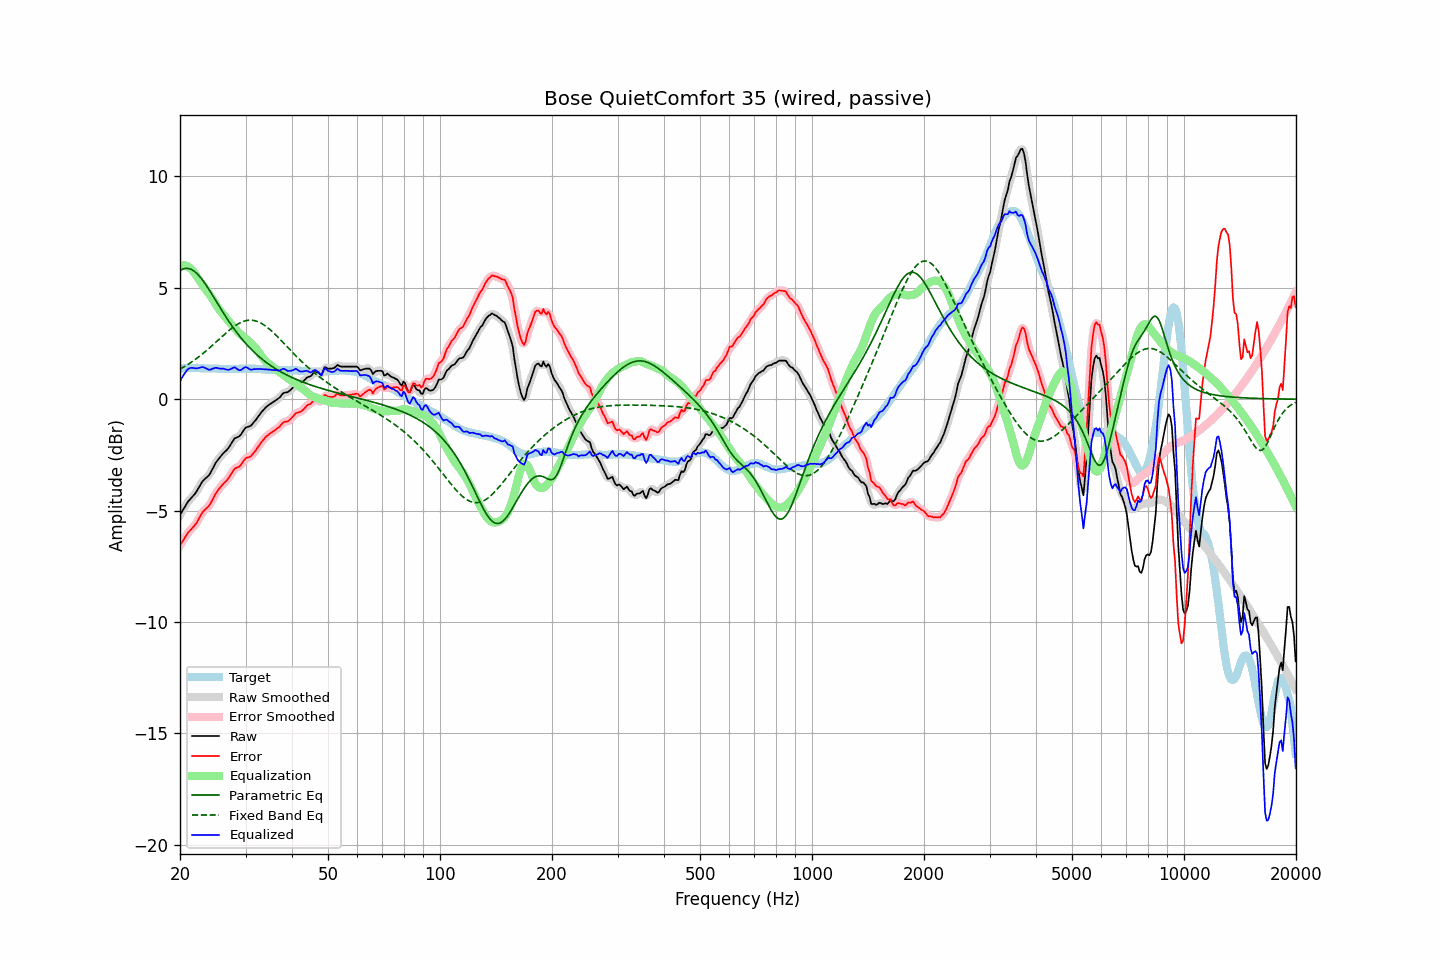 Bose QuietComfort 35 (wired, passive)
Amplitude (dBr)
10
5
0
−5
−10
−15
−20
Target
Raw Smoothed
Error Smoothed
Raw
Error
Equalization
Parametric Eq
Fixed Band Eq
Equalized
20 50 100 200 500 1000 2000 5000 10000 20000
Frequency (Hz)